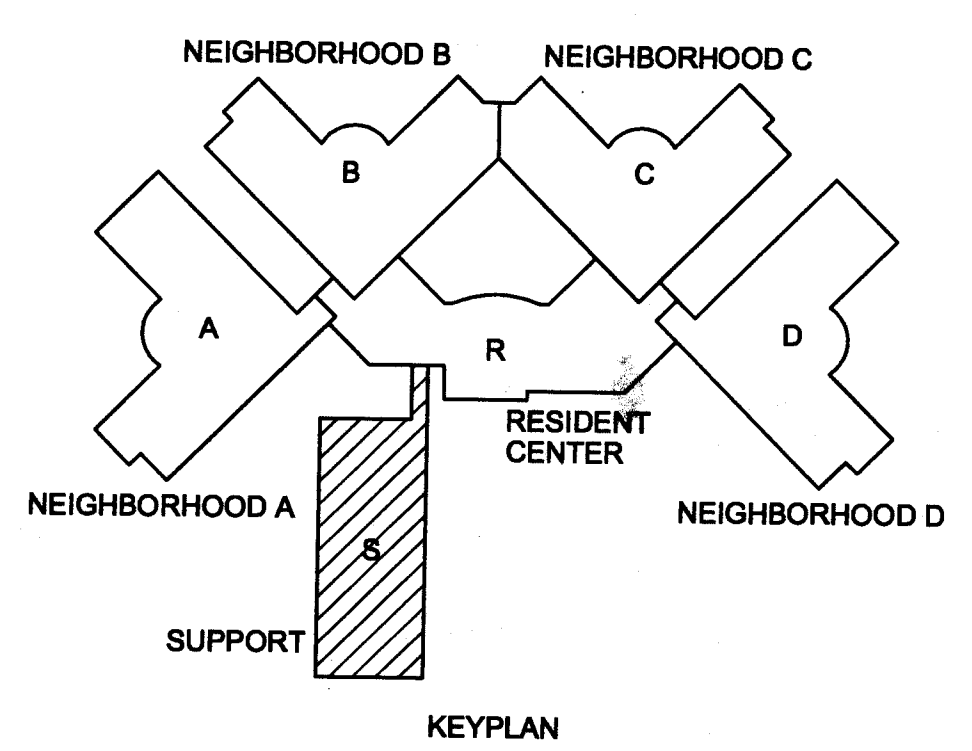 NEIGHBORHOOD B
NEIGHBORHOOD C
B
C
A
D
R
RESIDENT
CENTER
NEIGHBORHOOD A
NEIGHBORHOOD D
S
SUPPORT
KEYPLAN